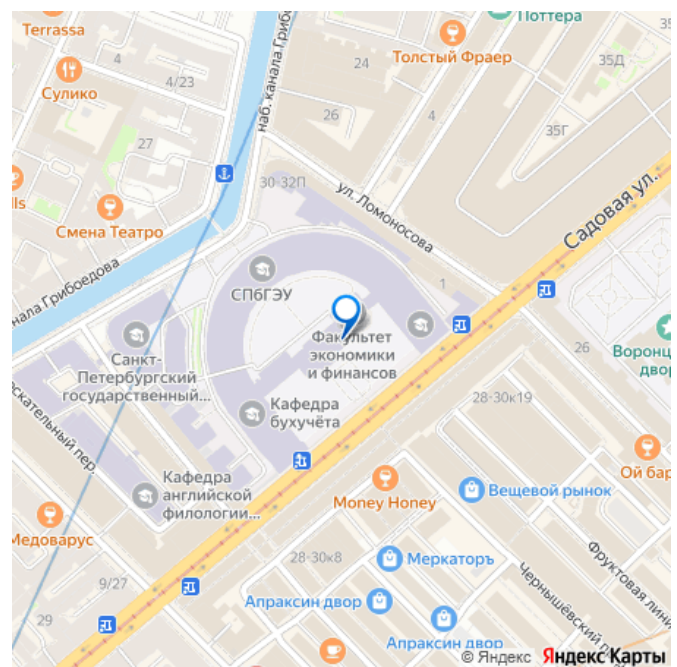 Terrassa
Поттера
4
Сулико
4/23
наб. канала Грибоедова
24
Толстый Фраер
35Д
26
4
35Г
27
30-32П
ул. Ломоносова
Садовая ул.
Смена Театро
канала Грибоедова
СПбГЭУ
1
Факультет
экономики
и финансов
Санкт-
Петербургский
государственный...
26
Воронц
двор
Кафедра
бухучёта
28-30к19
Ой бар
Кафедра
английской
филологии...
Money Honey
Вещевой рынок
Медоварус
28-30к8
Меркаторъ
Фруктовая лини
9/27
Апраксин двор
Чернышёвский
29
Апраксин двор
© Яндекс Яндекс Карты